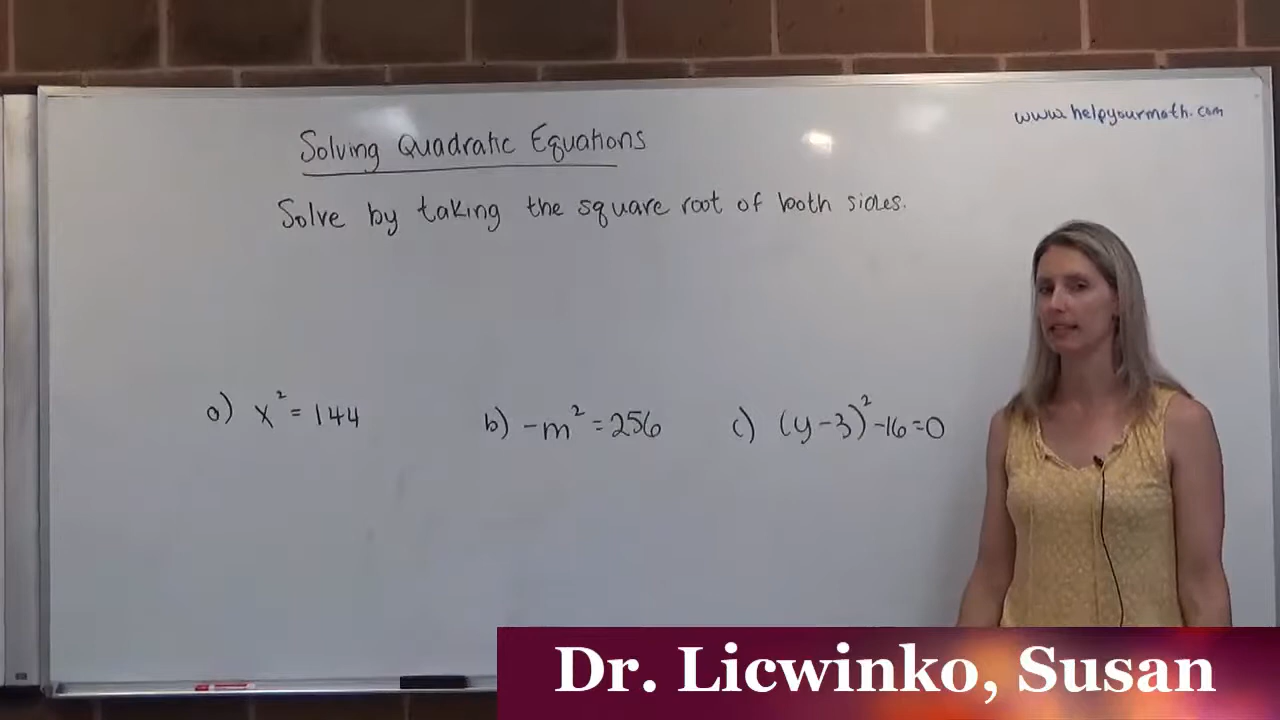 www.helpyourmath.com
Solving Quadratic Equations
Solve by taking the square root of both sides.
a) x² = 144
b) -m² = 256
c) (y-3)² -16=0
Dr. Licwinko, Susan